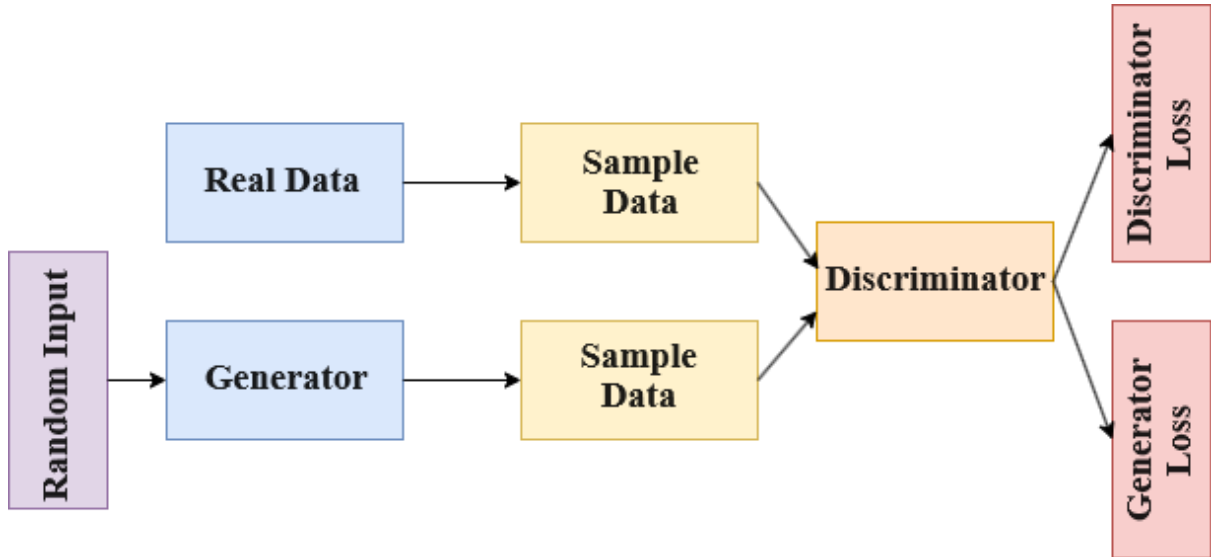 Random Input
Real Data
Generator
Sample
Data
Sample
Data
Discriminator
Discriminator
Loss
Generator
Loss